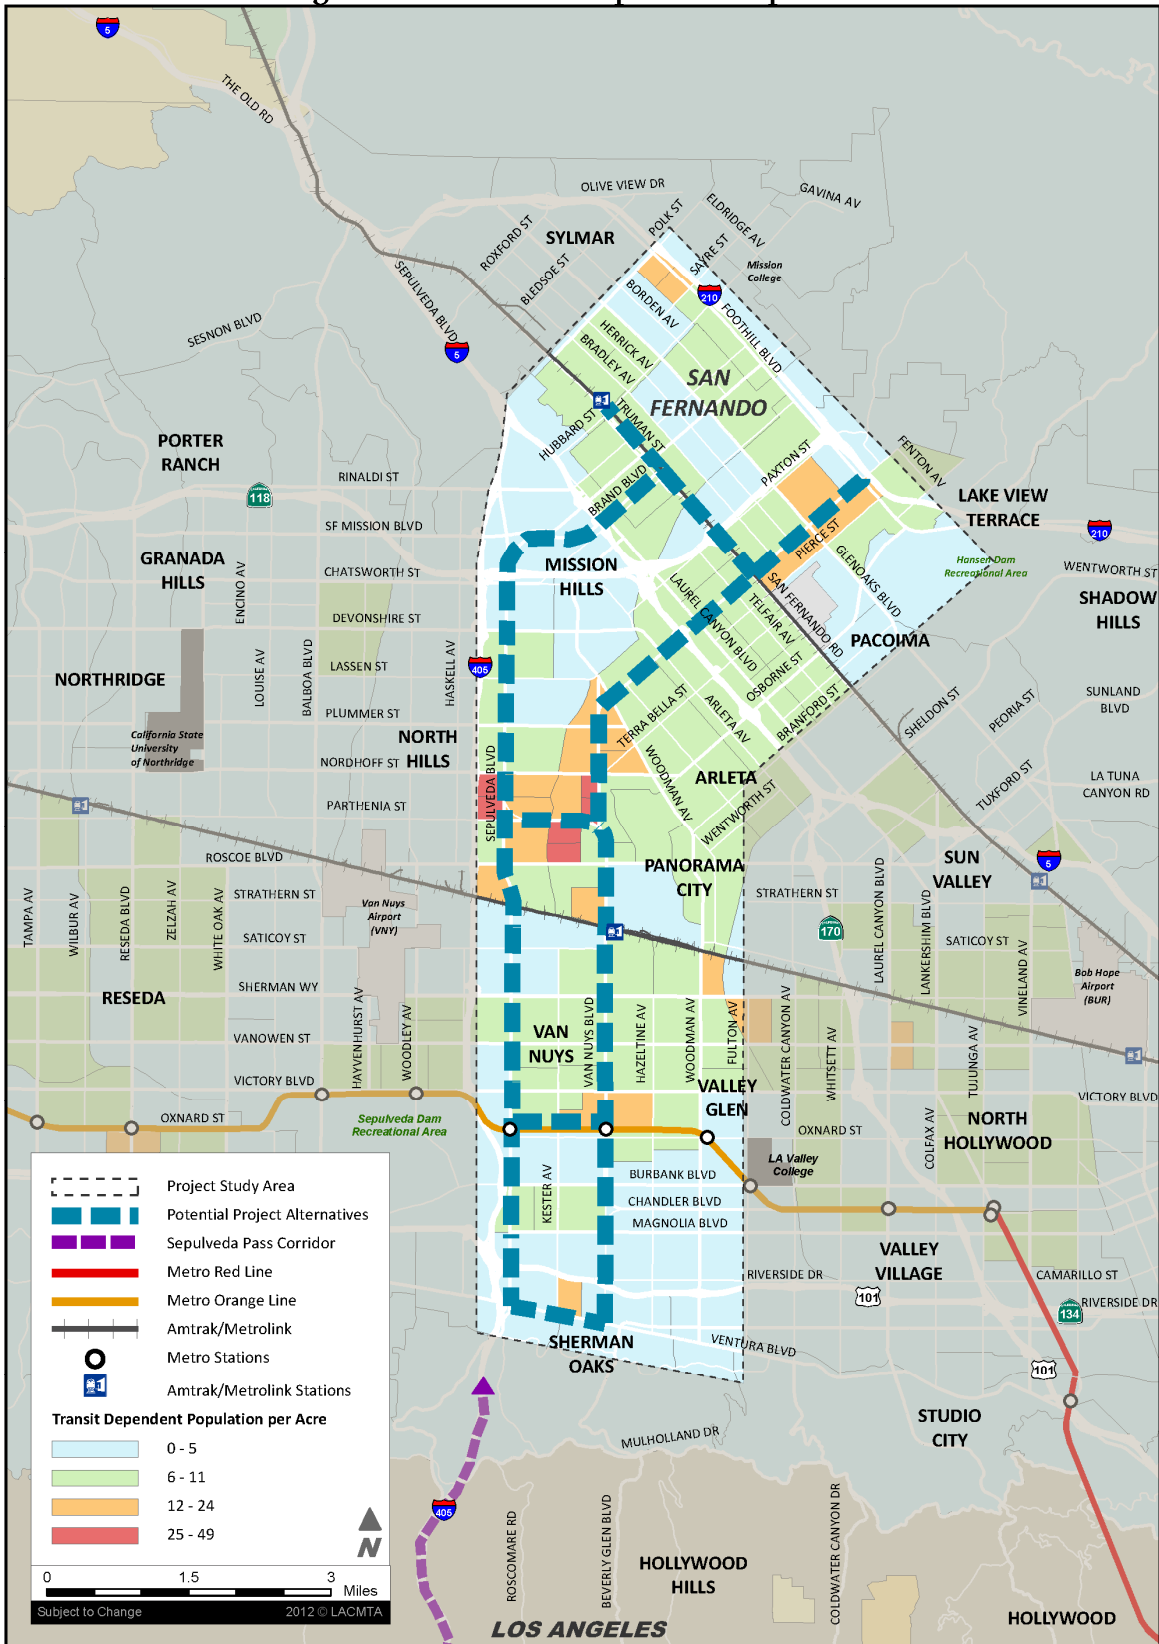 5
THE OLD RD
OLIVE VIEW DR
GAVINA AV
POLK ST
ELDRIDGE AV
ROXFORD ST
SYLMAR
SAYRE ST
BLEDSOE ST
Mission
College
SEPULVEDA BLVD
BORDEN AV
210
FOOTHILL BLVD
SESNON BLVD
5
HERRICK AV
BRADLEY AV
SAN
FERNANDO
TRUMAN ST
HUBBARD ST
PORTER
RANCH
FENTON AV
PAXTON ST
RINALDI ST
BRAND BLVD
118
LAKE VIEW
TERRACE
SF MISSION BLVD
210
PIERCE ST
GRANADA
HILLS
MISSION
HILLS
GLENOAKS BLVD
Hansen Dam
Recreational Area
CHATSWORTH ST
WENTWORTH ST
ENCINO AV
LAUREL CANYON BLVD
SAN FERNANDO RD
TELFAIR AV
SHADOW
HILLS
DEVONSHIRE ST
PACOIMA
LOUISE AV
BALBOA BLVD
HASKELL AV
405
LASSEN ST
OSBORNE ST
NORTHRIDGE
PLUMMER ST
TERRA BELLA ST
ARLETA AV
BRANFORD ST
SHELDON ST
PEORIA ST
SUNLAND
BLVD
California State
University
of Northridge
NORTH
HILLS
NORDHOFF ST
SEPULVEDA BLVD
WOODMAN AV
ARLETA
TUXFORD ST
LA TUNA
CANYON RD
PARTHENIA ST
WENTWORTH ST
ROSCOE BLVD
PANORAMA
CITY
SUN
VALLEY
5
TAMPA AV
WILBUR AV
RESEDA BLVD
ZELZAH AV
WHITE OAK AV
STRATHERN ST
Van Nuys
Airport
(VNY)
STRATHERN ST
LAUREL CANYON BLVD
LANKERSHIM BLVD
170
SATICOY ST
SATICOY ST
VINELAND AV
Bob Hope
Airport
(BUR)
RESEDA
SHERMAN WY
HAYVENHURST AV
WOODLEY AV
VAN
NUYS
VAN NUYS BLVD
HAZELTINE AV
WOODMAN AV
FULTON AV
COLDWATER CANYON AV
WHITSETT AV
TUJUNGA AV
VANOWEN ST
VICTORY BLVD
VALLEY
GLEN
VICTORY BLVD
OXNARD ST
Sepulveda Dam
Recreational Area
OXNARD ST
COLFAX AV
NORTH
HOLLYWOOD
LA Valley
College
KESTER AV
BURBANK BLVD
CHANDLER BLVD
MAGNOLIA BLVD
VALLEY
VILLAGE
RIVERSIDE DR
CAMARILLO ST
101
134
RIVERSIDE DR
SHERMAN
OAKS
VENTURA BLVD
101
STUDIO
CITY
MULHOLLAND DR
405
ROSCOMARE RD
BEVERLY GLEN BLVD
COLDWATER CANYON DR
HOLLYWOOD
HILLS
HOLLYWOOD
LOS ANGELES
Project Study Area
Potential Project Alternatives
Sepulveda Pass Corridor
Metro Red Line
Metro Orange Line
Amtrak/Metrolink
Metro Stations
Amtrak/Metrolink Stations
Transit Dependent Population per Acre
0 - 5
6 - 11
12 - 24
25 - 49
N
0 1.5 3
Miles
Subject to Change 2012 © LACMTA